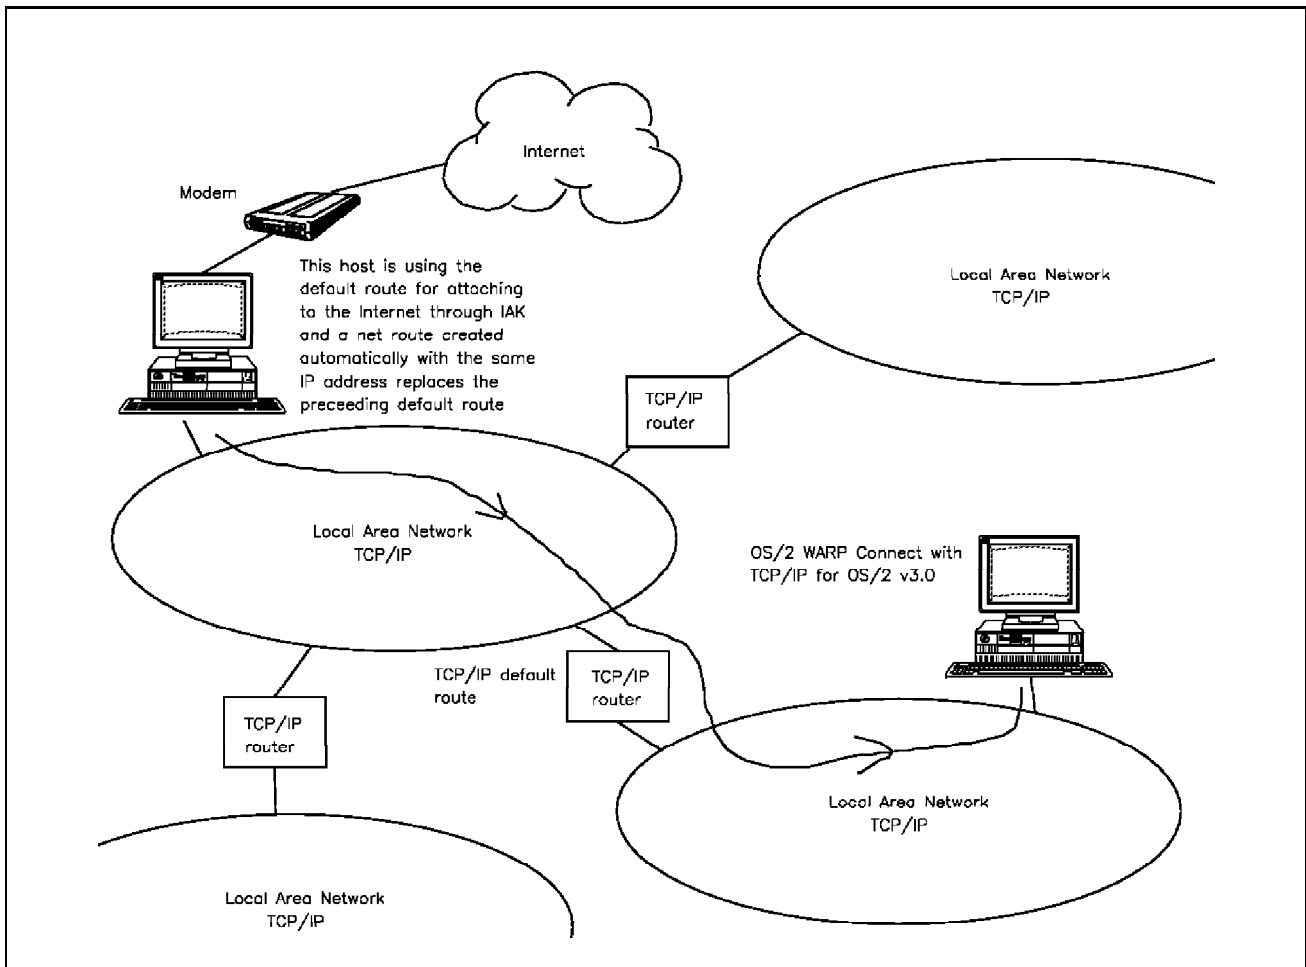 Internet
Modem
This host is using the
default route for attaching
to the Internet through IAK
and a net route created
automatically with the same
IP address replaces the
preceeding default route
Local Area Network
TCP/IP
TCP/IP
router
Local Area Network
TCP/IP
OS/2 WARP Connect with
TCP/IP for OS/2 v3.0
TCP/IP default
route
TCP/IP
router
TCP/IP
router
Local Area Network
TCP/IP
Local Area Network
TCP/IP